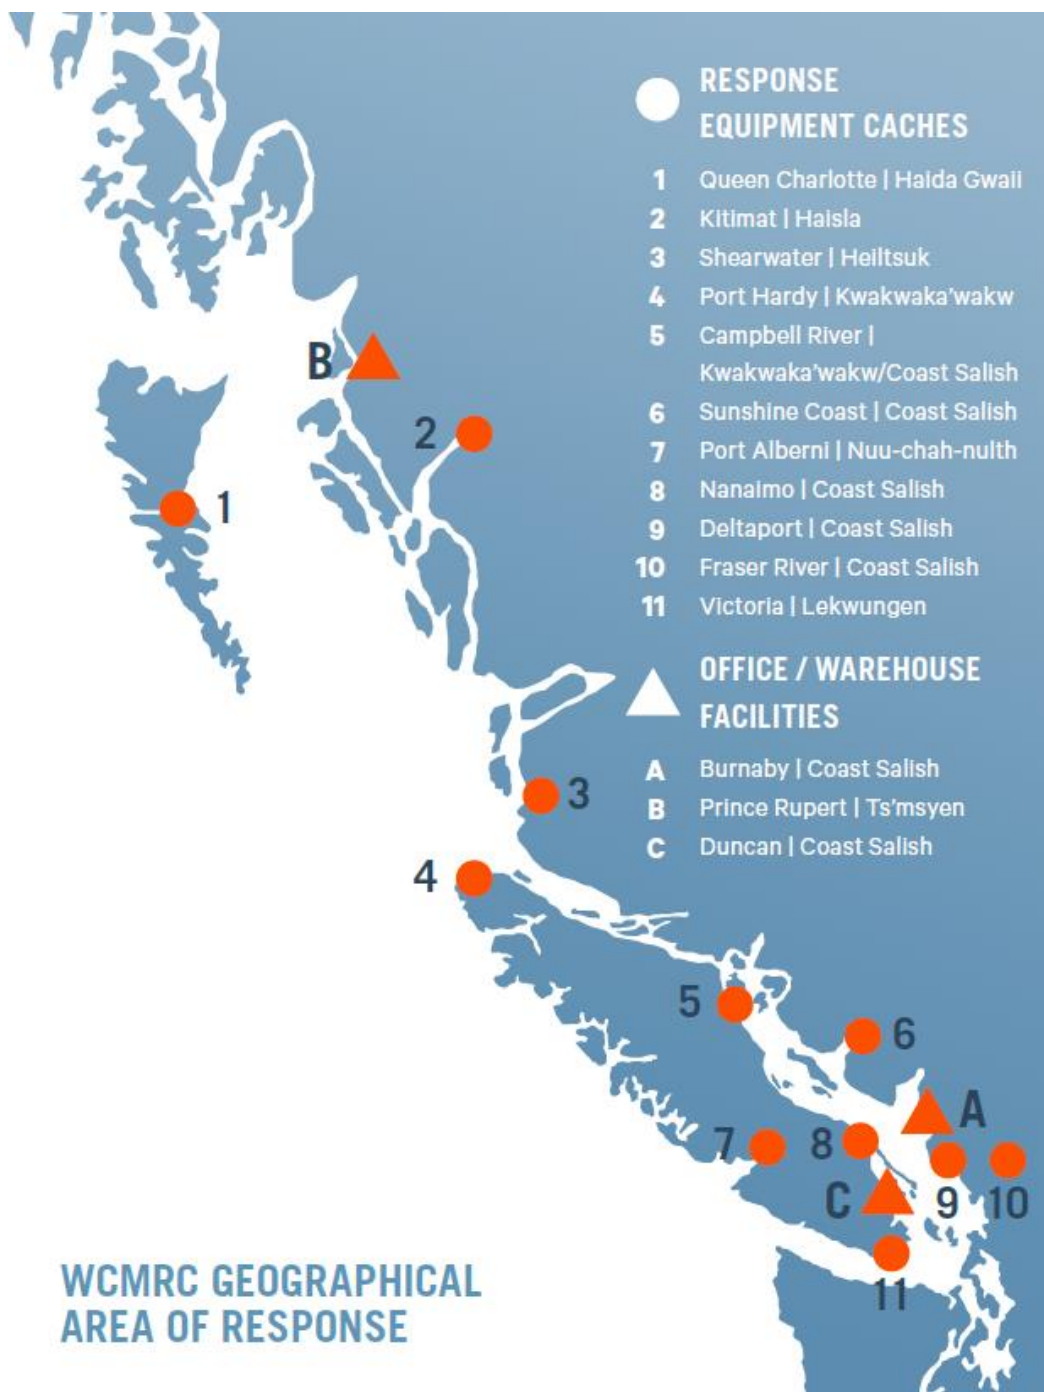 RESPONSE
EQUIPMENT CACHES
1 Queen Charlotte | Haida Gwaii
2 Kitimat | Haisla
3 Shearwater | Heiltsuk
4 Port Hardy | Kwakwaka'wakw
5 Campbell River |
Kwakwaka'wakw/Coast Salish
6 Sunshine Coast | Coast Salish
7 Port Alberni | Nuu-chah-nulth
8 Nanaimo | Coast Salish
9 Deltaport | Coast Salish
10 Fraser River | Coast Salish
11 Victoria | Lekwungen
OFFICE / WAREHOUSE
FACILITIES
A Burnaby | Coast Salish
B Prince Rupert | Ts'msyen
C Duncan | Coast Salish
B
2
1
3
4
5
6
A
7
8
C
9
10
11
WCMRC GEOGRAPHICAL
AREA OF RESPONSE